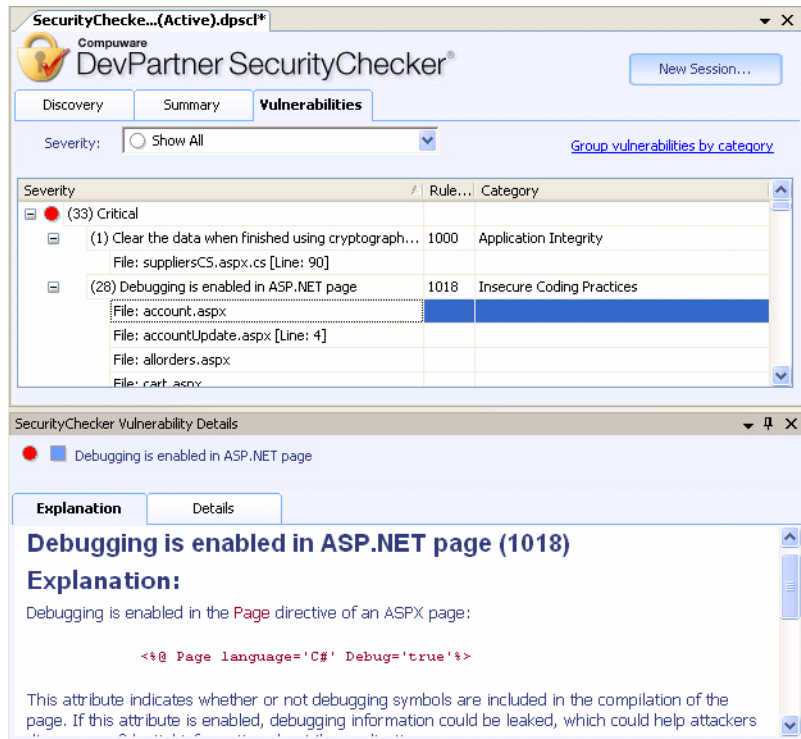 SecurityChecke...(Active).dpscl*
Compuware
DevPartner SecurityChecker®
New Session...
Discovery Summary Vulnerabilities
Severity: Show All
Group vulnerabilities by category
Severity Rule... Category
(33) Critical
(1) Clear the data when finished using cryptograph... 1000 Application Integrity
File: suppliersCS.aspx.cs [Line: 90]
(28) Debugging is enabled in ASP.NET page 1018 Insecure Coding Practices
File: account.aspx
File: accountUpdate.aspx [Line: 4]
File: allorders.aspx
File: cart.aspx
SecurityChecker Vulnerability Details
Debugging is enabled in ASP.NET page
Explanation Details
Debugging is enabled in ASP.NET page (1018)
Explanation:
Debugging is enabled in the Page directive of an ASPX page:
<%@ Page language='C#' Debug='true'%>
This attribute indicates whether or not debugging symbols are included in the compilation of the
page. If this attribute is enabled, debugging information could be leaked, which could help attackers